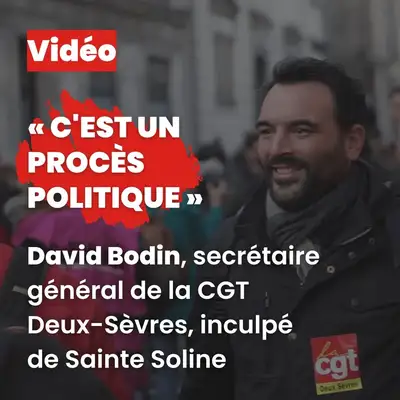 Vidéo
« C'EST UN
PROCÈS
POLITIQUE »
David Bodin, secrétaire
général de la CGT
Deux-Sèvres, inculpé
de Sainte Soline
La
cgt
Deux Sèvres